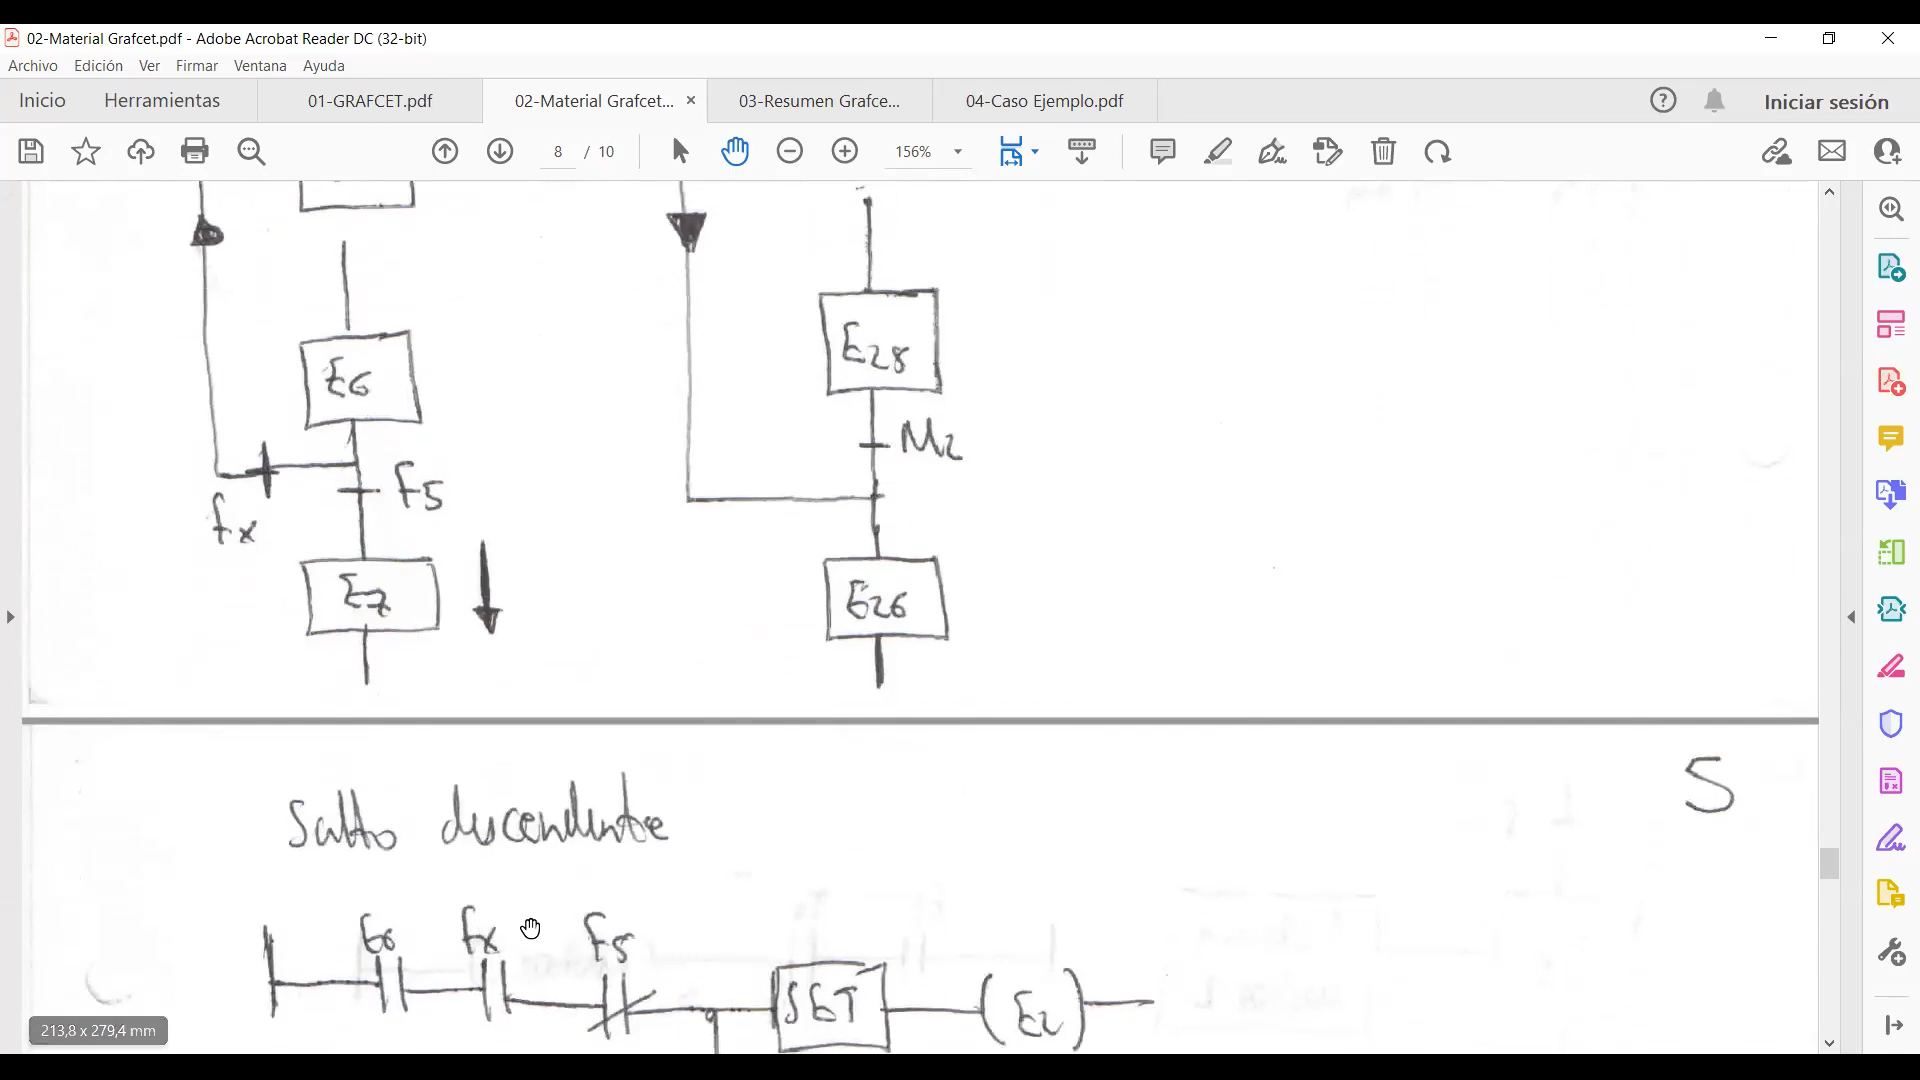 02-Material Grafcet.pdf - Adobe Acrobat Reader DC (32-bit)
Archivo Edición Ver Firmar Ventana Ayuda
Inicio Herramientas 01-GRAFCET.pdf 02-Material Grafcet... × 03-Resumen Grafce... 04-Caso Ejemplo.pdf Iniciar sesión
8 / 10 156%
E28
E6
M2
F5
fx
E7
E26
5
Salto descendente
E6 fx F5
SET (E2)
213,8 x 279,4 mm